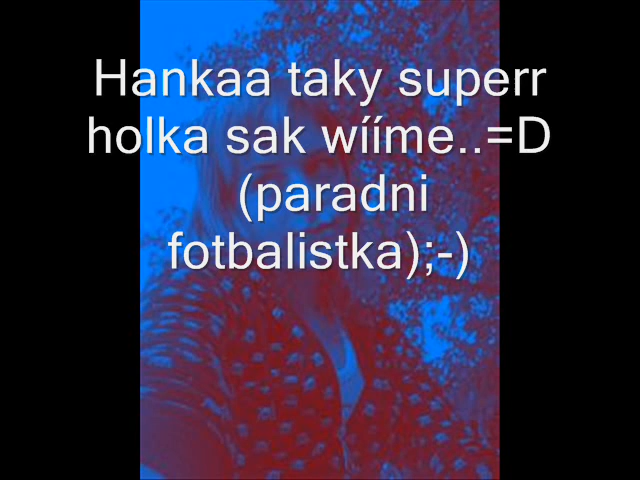 Hankaa taky superr
holka sak wííme..=D
(paradni
fotbalistka);-)